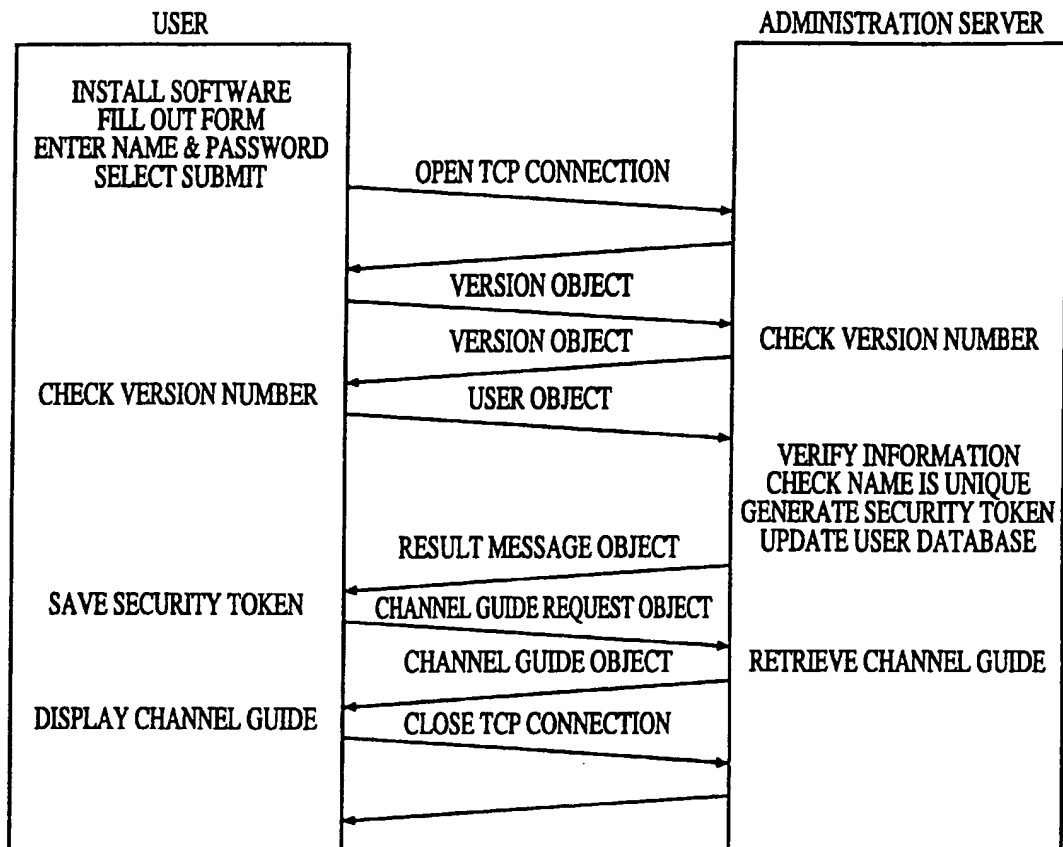 USER
ADMINISTRATION SERVER
INSTALL SOFTWARE
FILL OUT FORM
ENTER NAME & PASSWORD
SELECT SUBMIT
OPEN TCP CONNECTION
VERSION OBJECT
VERSION OBJECT
CHECK VERSION NUMBER
CHECK VERSION NUMBER
USER OBJECT
VERIFY INFORMATION
CHECK NAME IS UNIQUE
GENERATE SECURITY TOKEN
UPDATE USER DATABASE
RESULT MESSAGE OBJECT
SAVE SECURITY TOKEN
CHANNEL GUIDE REQUEST OBJECT
CHANNEL GUIDE OBJECT
RETRIEVE CHANNEL GUIDE
DISPLAY CHANNEL GUIDE
CLOSE TCP CONNECTION